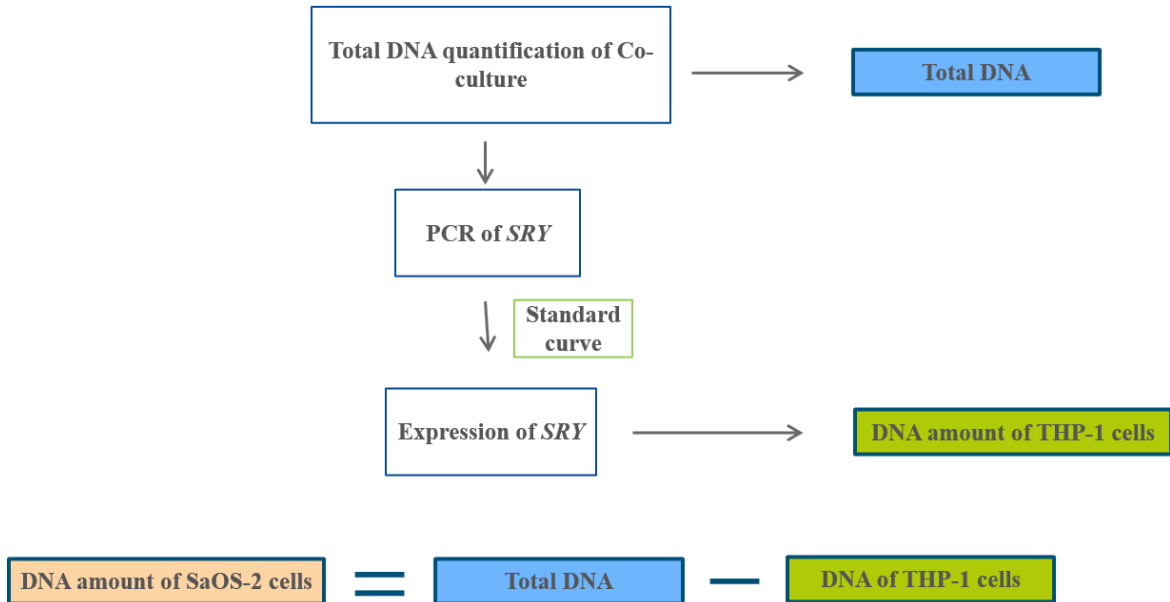 Total DNA quantification of Co-
culture
Total DNA
PCR of SRY
Standard
curve
Expression of SRY
DNA amount of THP-1 cells
DNA amount of SaOS-2 cells
=
Total DNA
—
DNA of THP-1 cells